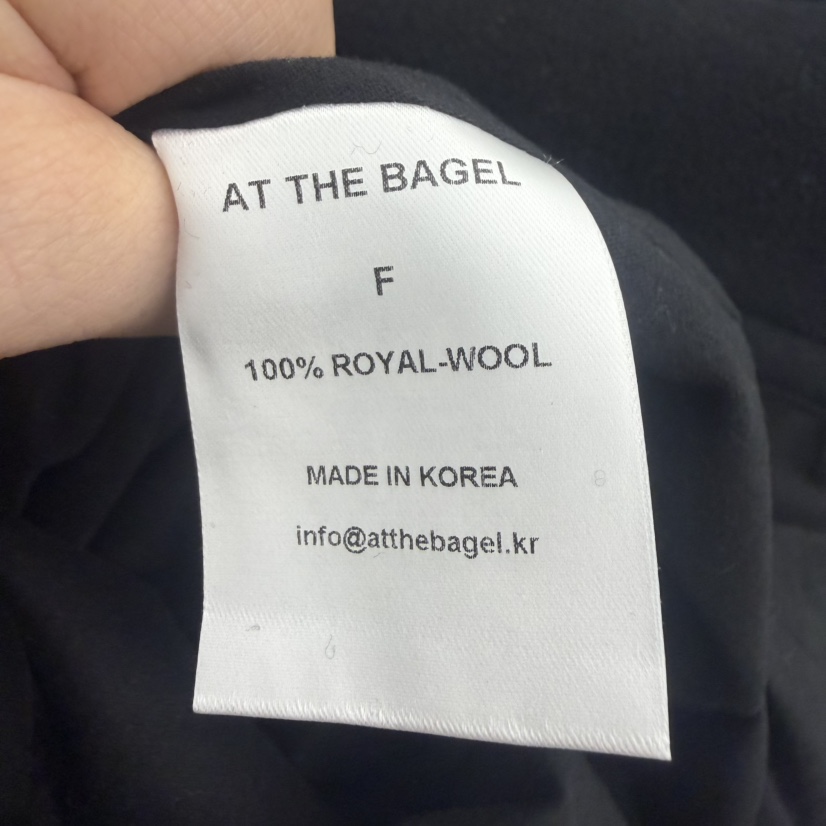 AT THE BAGEL
F
100% ROYAL-WOOL
MADE IN KOREA
info@atthebagel.kr